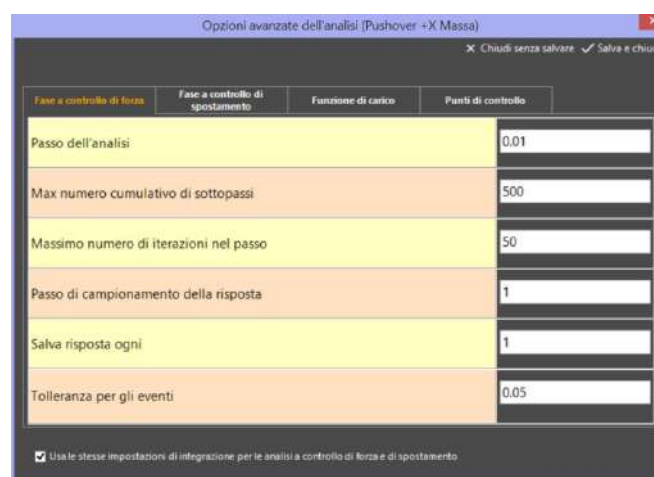 Opzioni avanzate dell'analisi (Pushover +X Massa)
Chiudi senza salvare Salva e chiu
Fase a controllo di forza
Fase a controllo di spostamento
Funzione di carico
Punti di controllo
Passo dell'analisi 0.01
Max numero cumulativo di sottopassi 500
Massimo numero di iterazioni nel passo 50
Passo di campionamento della risposta 1
Salva risposta ogni 1
Tolleranza per gli eventi 0.05
Usa le stesse impostazioni di integrazione per le analisi a controllo di forza e di spostamento